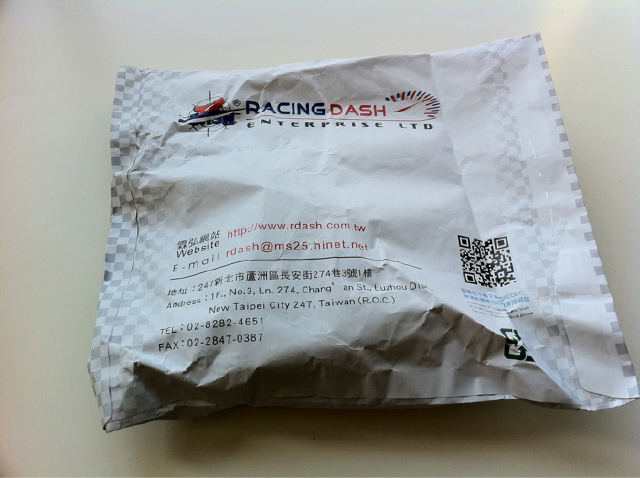 RACING DASH
ENTERPRISE LTD
霖弘網站 http://www.rdash.com.tw
Website
E-mail rdash@ms25.hinet.net
地址:247新北市蘆洲區長安街274巷3號1樓
Address : 1F., No.3, Ln. 274, Chang'an St., Luzhou Dist
New Taipei City 247, Taiwan (R.O.C.)
TEL:02-8282-4651
FAX:02-2847-0387